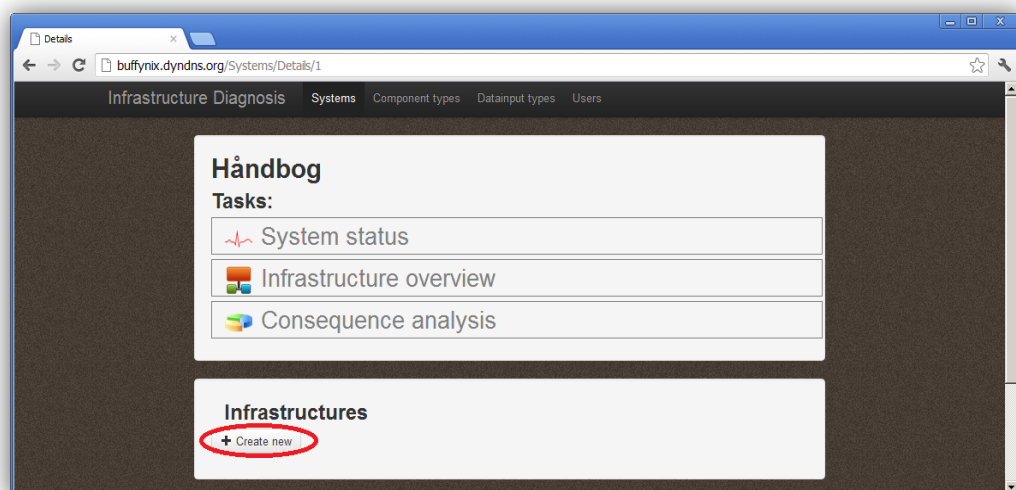 Details
buffynix.dyndns.org/Systems/Details/1
Infrastructure Diagnosis Systems Component types Datainput types Users
Håndbog
Tasks:
System status
Infrastructure overview
Consequence analysis
Infrastructures
Create new